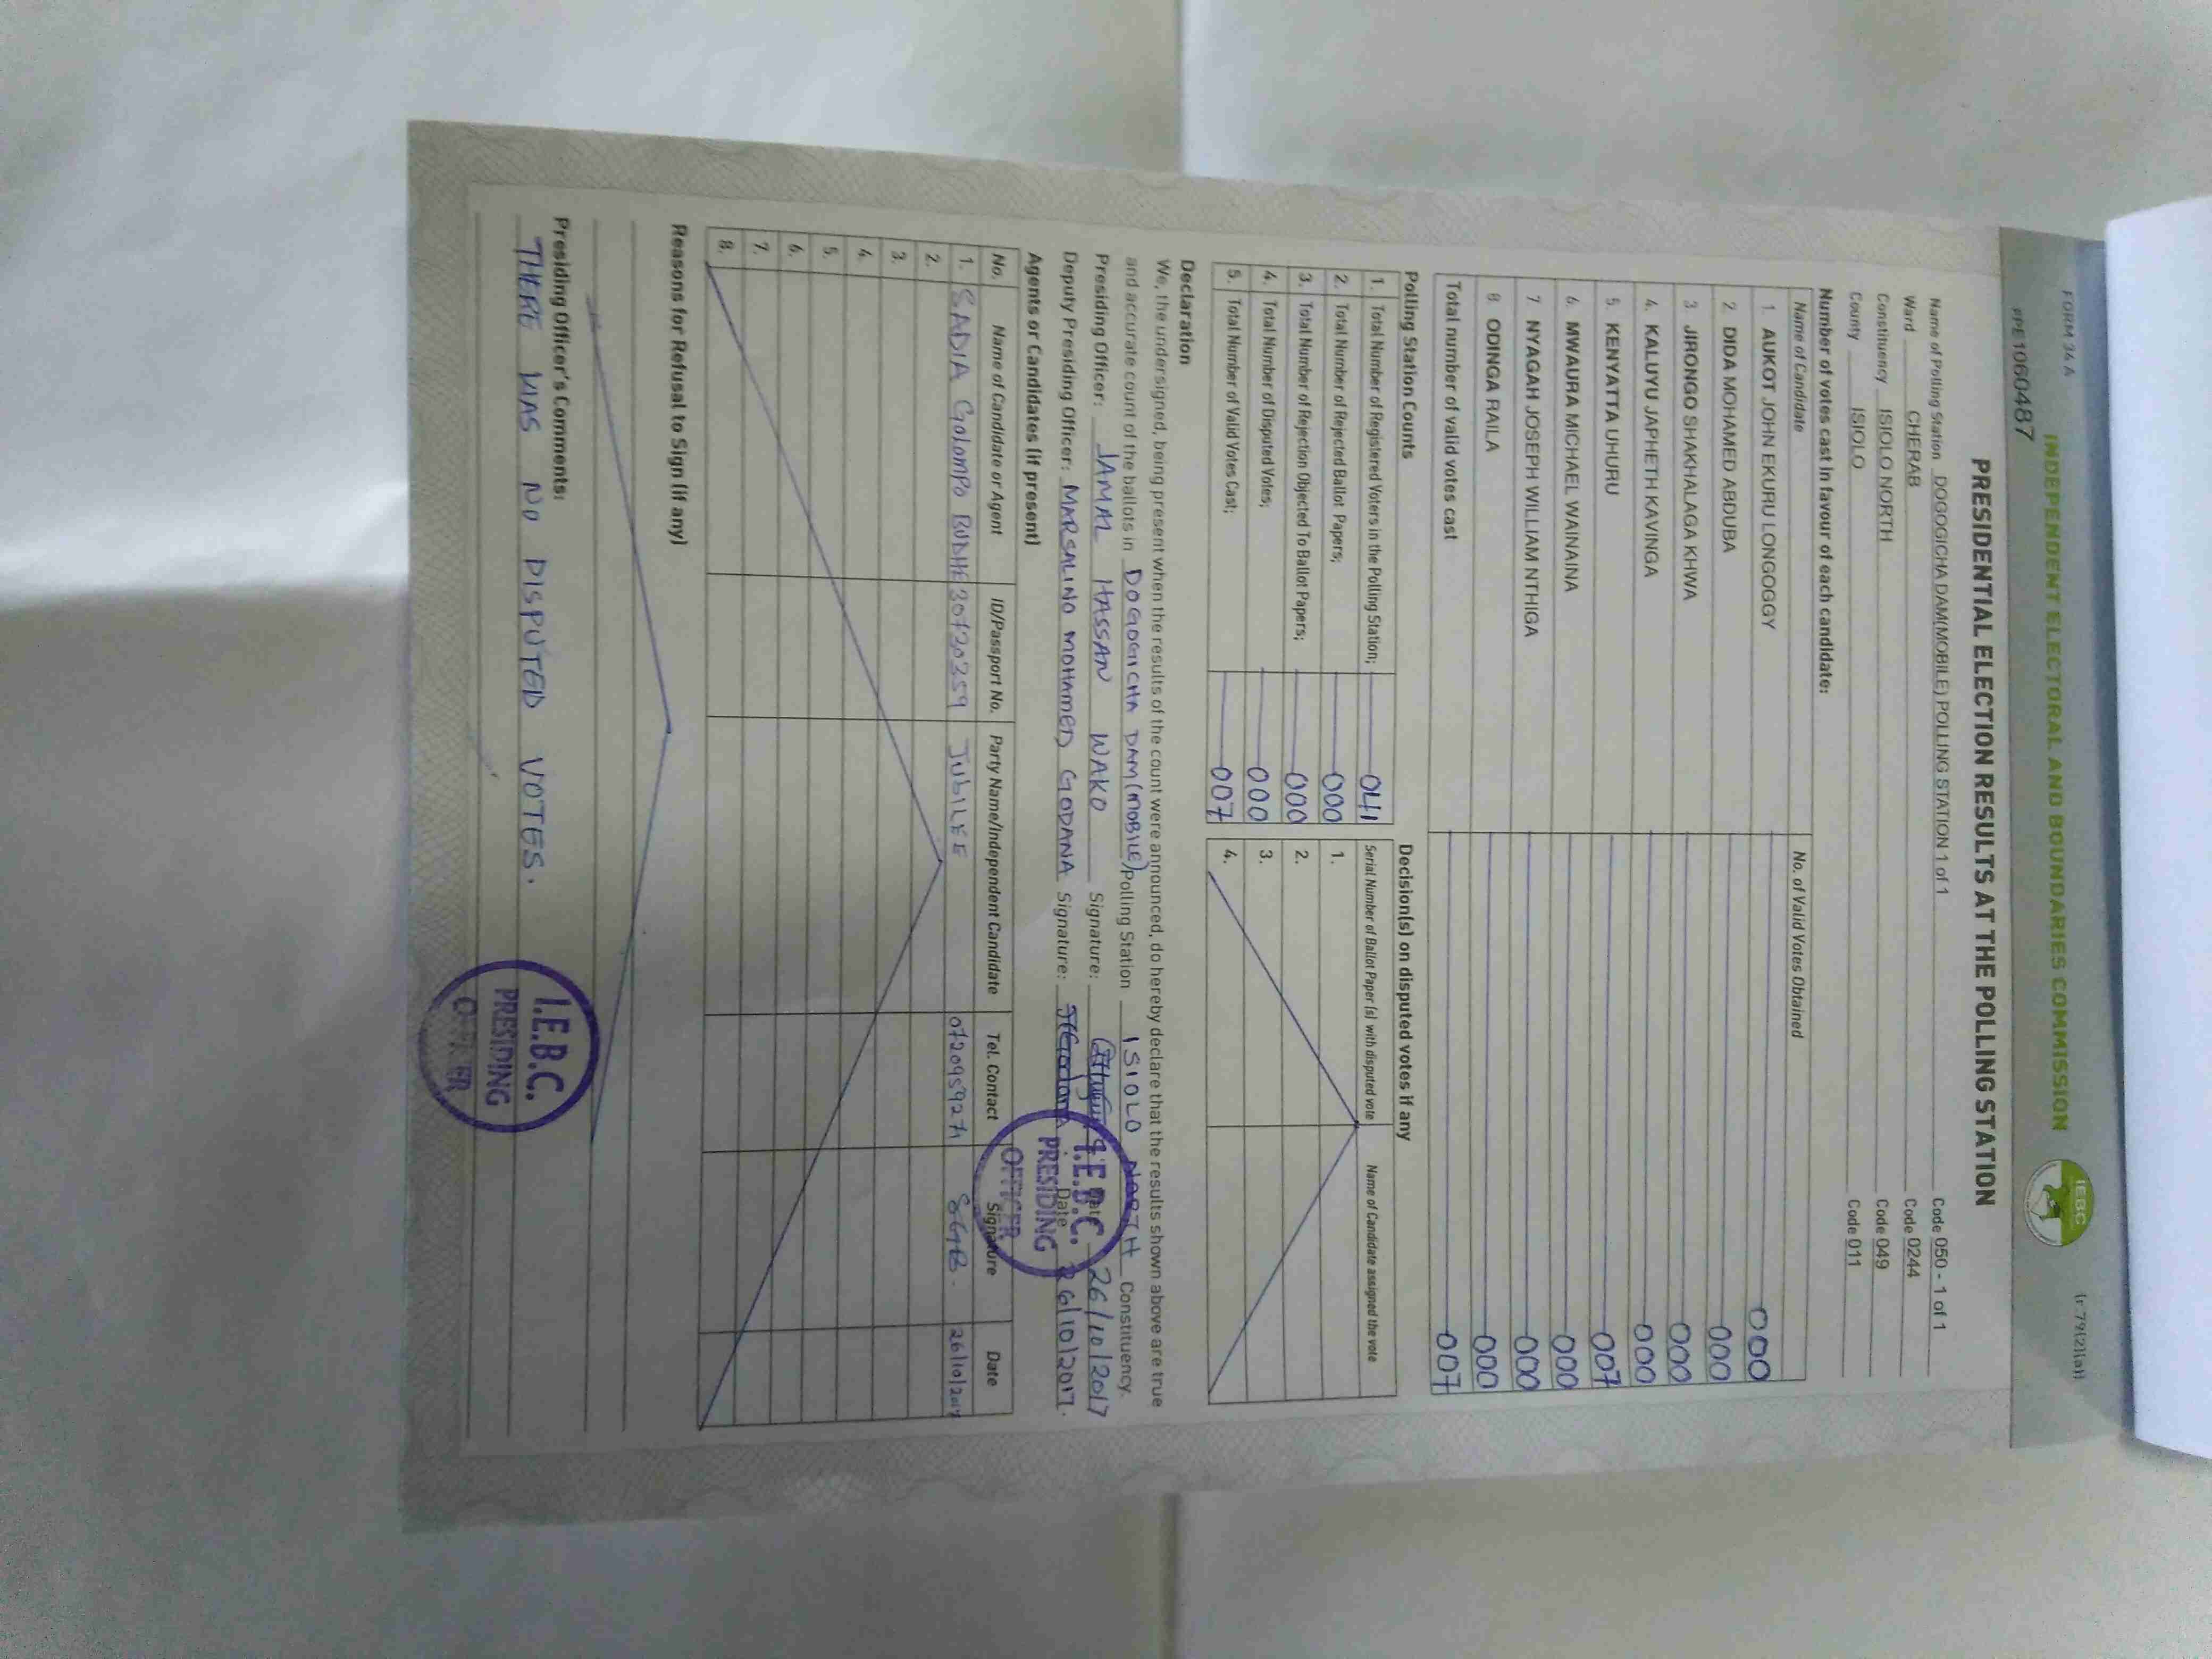 FORM 34 A
INDEPENDENT ELECTORAL AND BOUNDARIES COMMISSION
IEBC
(r.79(2)(a))
PPE1060487
PRESIDENTIAL ELECTION RESULTS AT THE POLLING STATION
Name of Polling Station DOGOGICHA DAM(MOBILE) POLLING STATION 1 of 1 Code 050 - 1 of 1
Ward CHERAB Code 0244
Constituency ISIOLO NORTH Code 049
County ISIOLO Code 011
Number of votes cast in favour of each candidate:
Name of Candidate No. of Valid Votes Obtained
1. AUKOT JOHN EKURU LONGOGGY 000
2. DIDA MOHAMED ABDUBA 000
3. JIRONGO SHAKHALAGA KHWA 000
4. KALUYU JAPHETH KAVINGA 000
5. KENYATTA UHURU 007
6. MWAURA MICHAEL WAINAINA 000
7. NYAGAH JOSEPH WILLIAM NTHIGA 000
8. ODINGA RAILA 000
Total number of valid votes cast 007
Polling Station Counts
1. Total Number of Registered Voters in the Polling Station; 041
2. Total Number of Rejected Ballot Papers; 000
3. Total Number of Rejection Objected To Ballot Papers; 000
4. Total Number of Disputed Votes; 000
5. Total Number of Valid Votes Cast; 007
Decision(s) on disputed votes if any
Serial Number of Ballot Paper (s) with disputed vote Name of Candidate assigned the vote
1.
2.
3.
4.
Declaration
We, the undersigned, being present when the results of the count were announced, do hereby declare that the results shown above are true
and accurate count of the ballots in DOGOGICHA DAM(MOBILE) Polling Station ISIOLO NORTH Constituency.
Presiding Officer: JAMAL HASSAN WAKO Signature: Date 26/10/2017
Deputy Presiding Officer: MARSALINO MOHAMED GODANA Signature: Date 26/10/2017.
I.E.B.C.
PRESIDING
OFFICER
Agents or Candidates (if present)
No. Name of Candidate or Agent ID/Passport No. Party Name/Independent Candidate Tel. Contact Signature Date
1. SADIA Golompo BUDHE 30720359 JUBILEE SGB. 26/10/2017
2.
3.
4.
5.
6.
7.
8.
Reasons for Refusal to Sign (if any)
Presiding Officer's Comments:
THERE WAS NO DISPUTED VOTES.
I.E.B.C.
PRESIDING
OFFICER